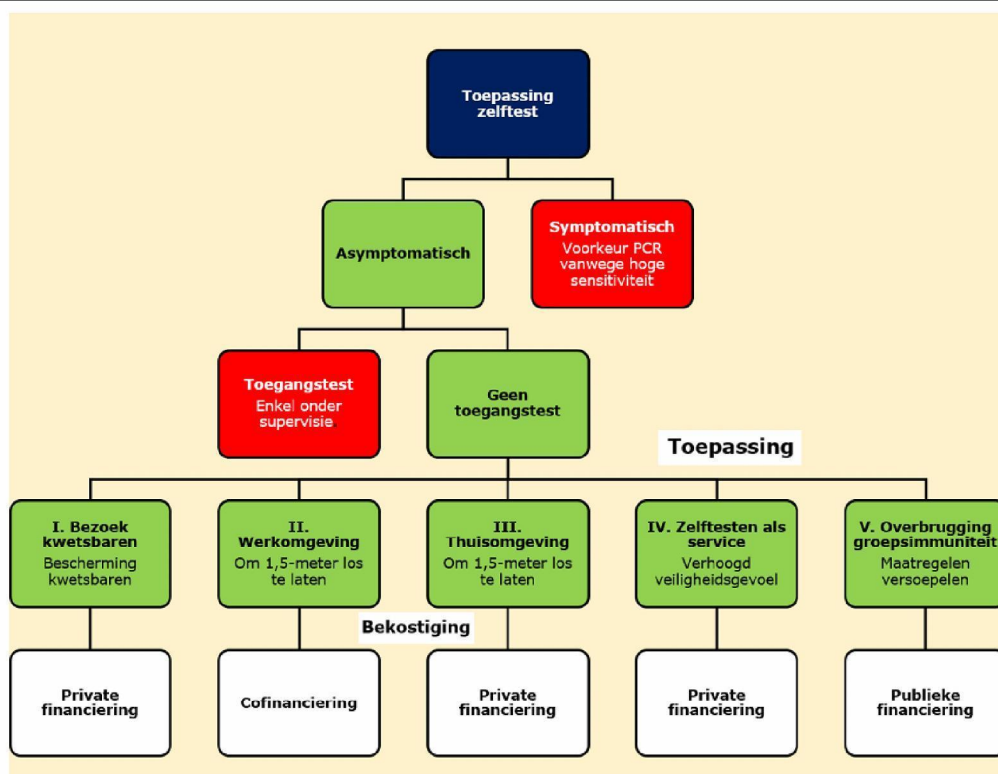 Toepassing
zelftest
Asymptomatisch
Symptomatisch
Voorkeur PCR
vanwege hoge
sensitiviteit
Toegangstest
Enkel onder
supervisie
Geen
toegangstest
Toepassing
I. Bezoek
kwetsbaren
Bescherming
kwetsbaren
II.
Werkomgeving
Om 1,5-meter los
te laten
III.
Thuisomgeving
Om 1,5-meter los
te laten
IV. Zelftesten als
service
Verhoogd
veiligheidsgevoel
V. Overbrugging
groepsimmuniteit
Maatregelen
versoepelen
Bekostiging
Private
financiering
Cofinanciering
Private
financiering
Private
financiering
Publieke
financiering